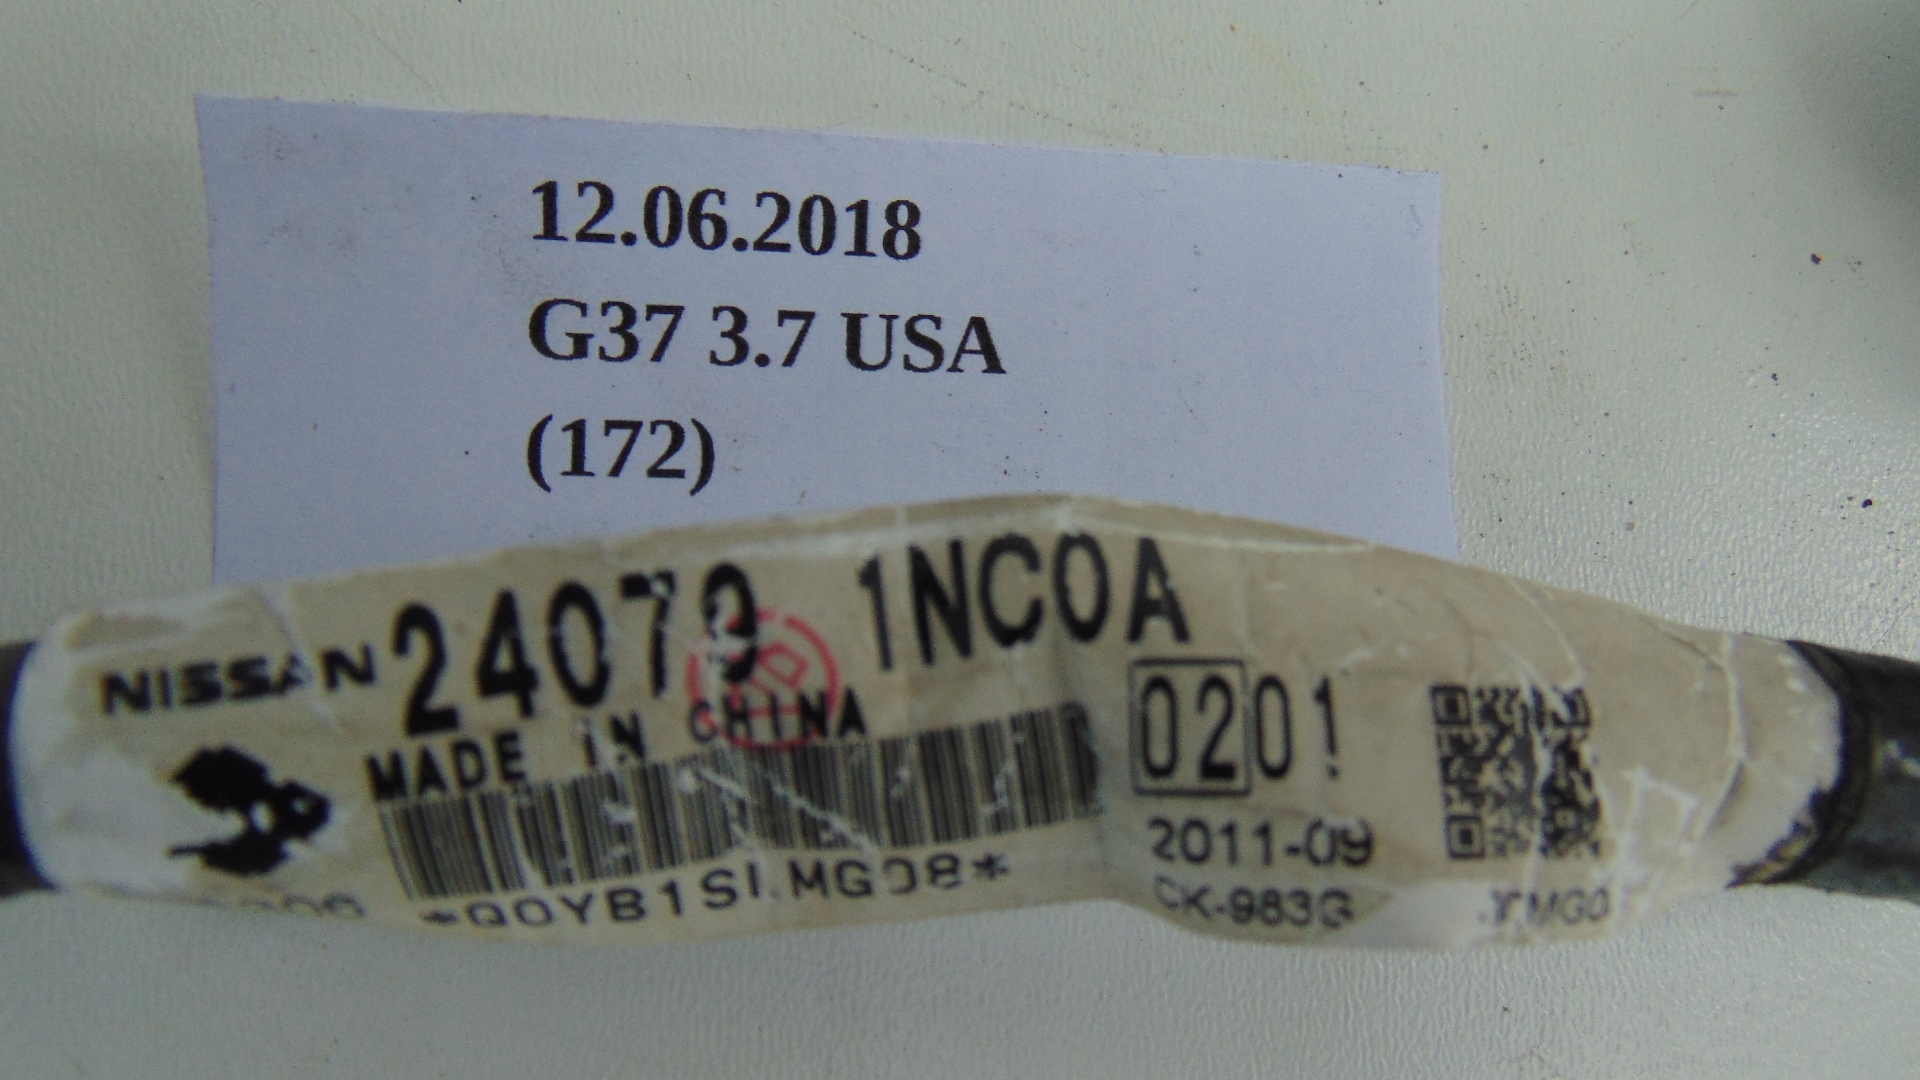 12.06.2018
G37 3.7 USA
(172)
NISSAN 24079 1NC0A
MADE IN CHINA
0201
2011-09
CK-983G